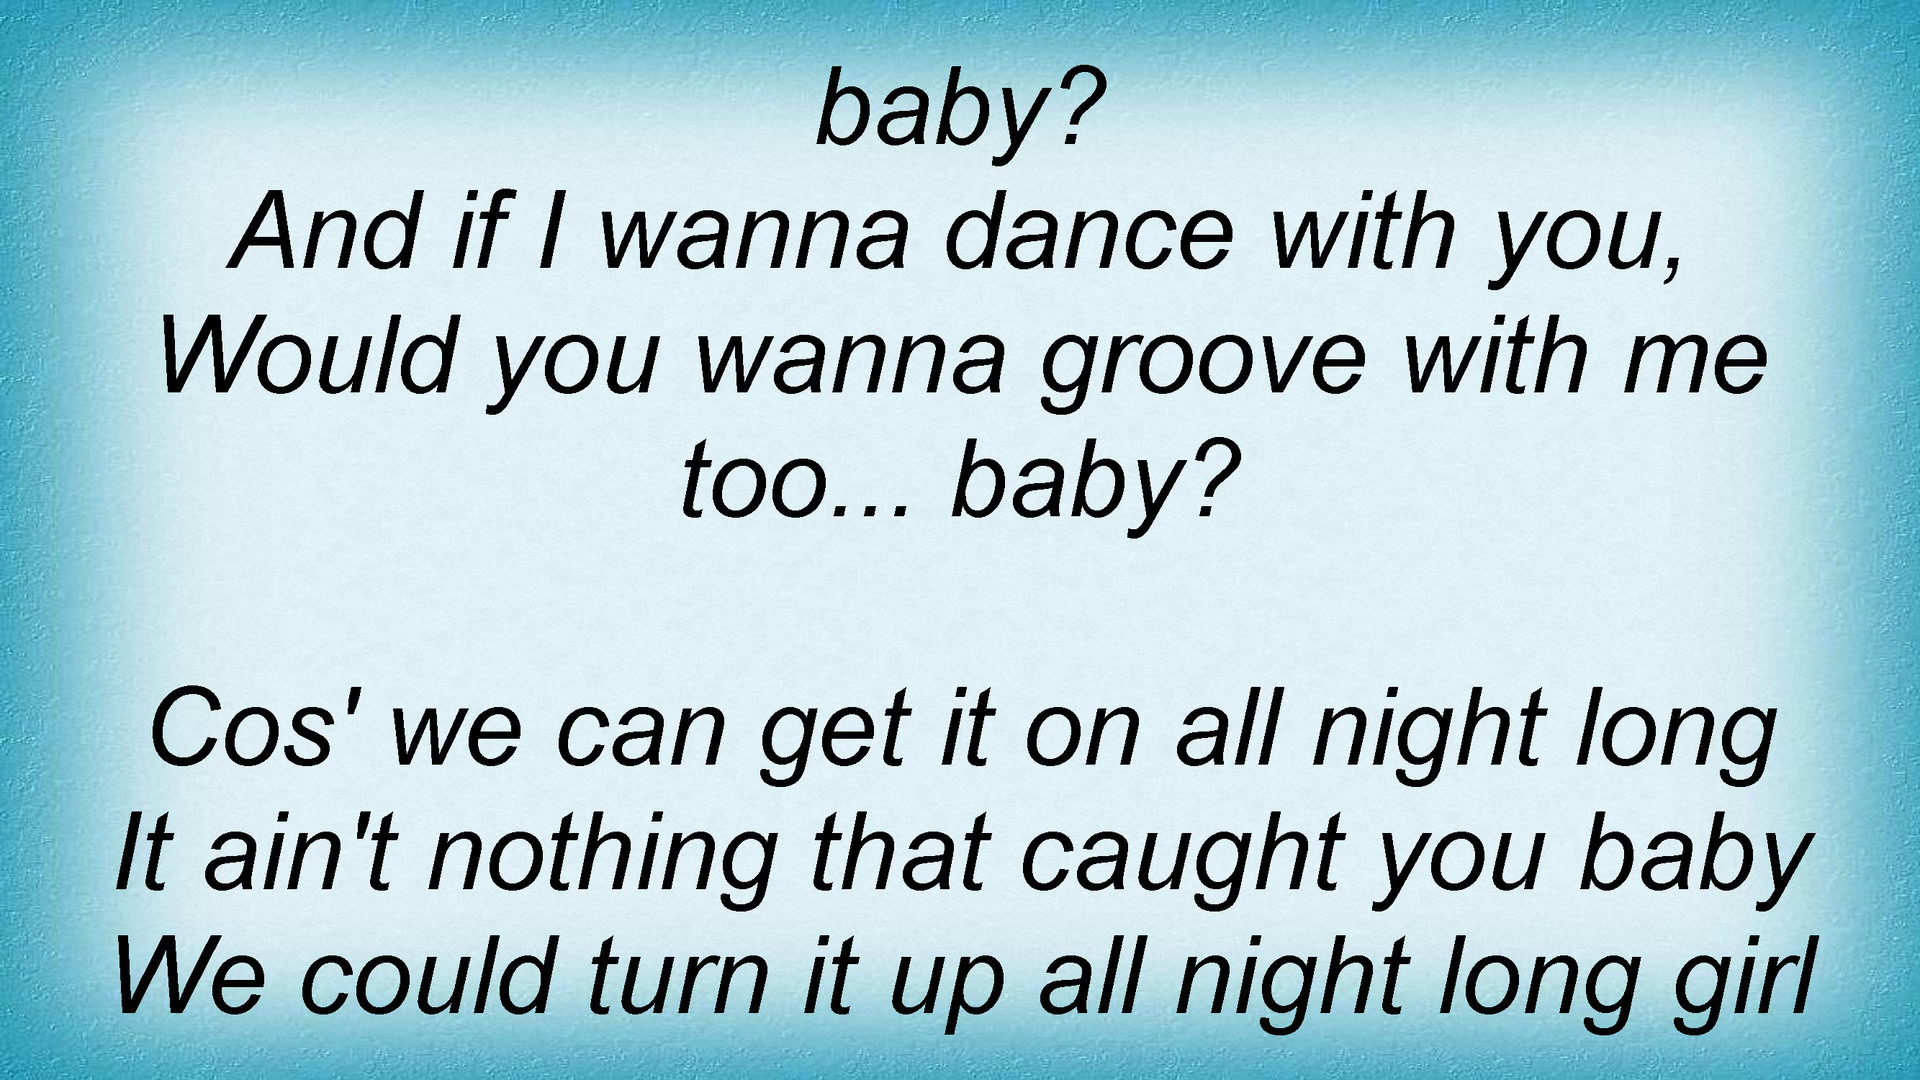 baby?
And if I wanna dance with you,
Would you wanna groove with me
too... baby?
Cos' we can get it on all night long
It ain't nothing that caught you baby
We could turn it up all night long girl